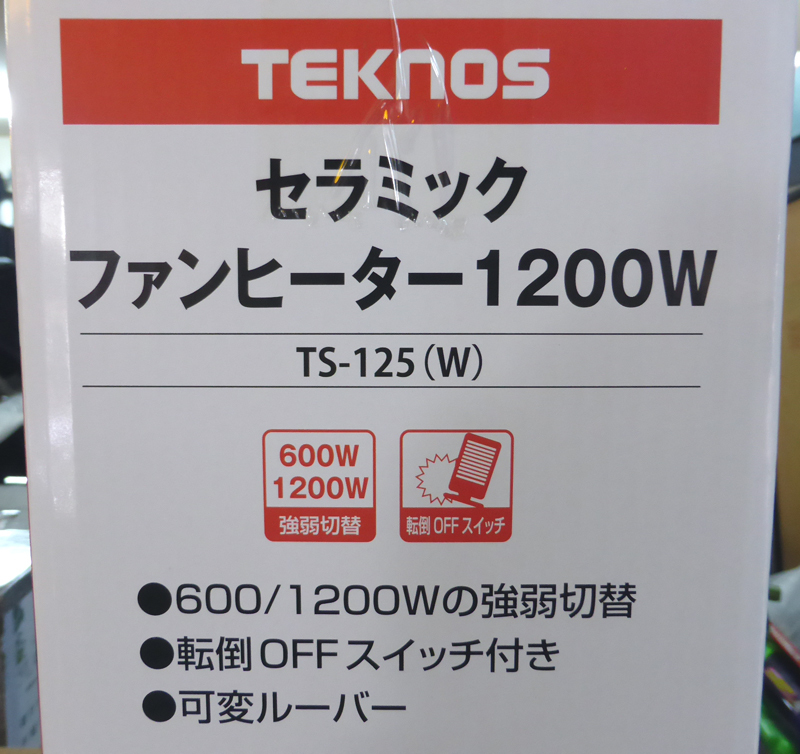 TEKNOS
セラミック
ファンヒーター1200W
TS-125(W)
600W
1200W
強弱切替
転倒OFFスイッチ
●600/1200Wの強弱切替
●転倒OFFスイッチ付き
●可変ルーバー